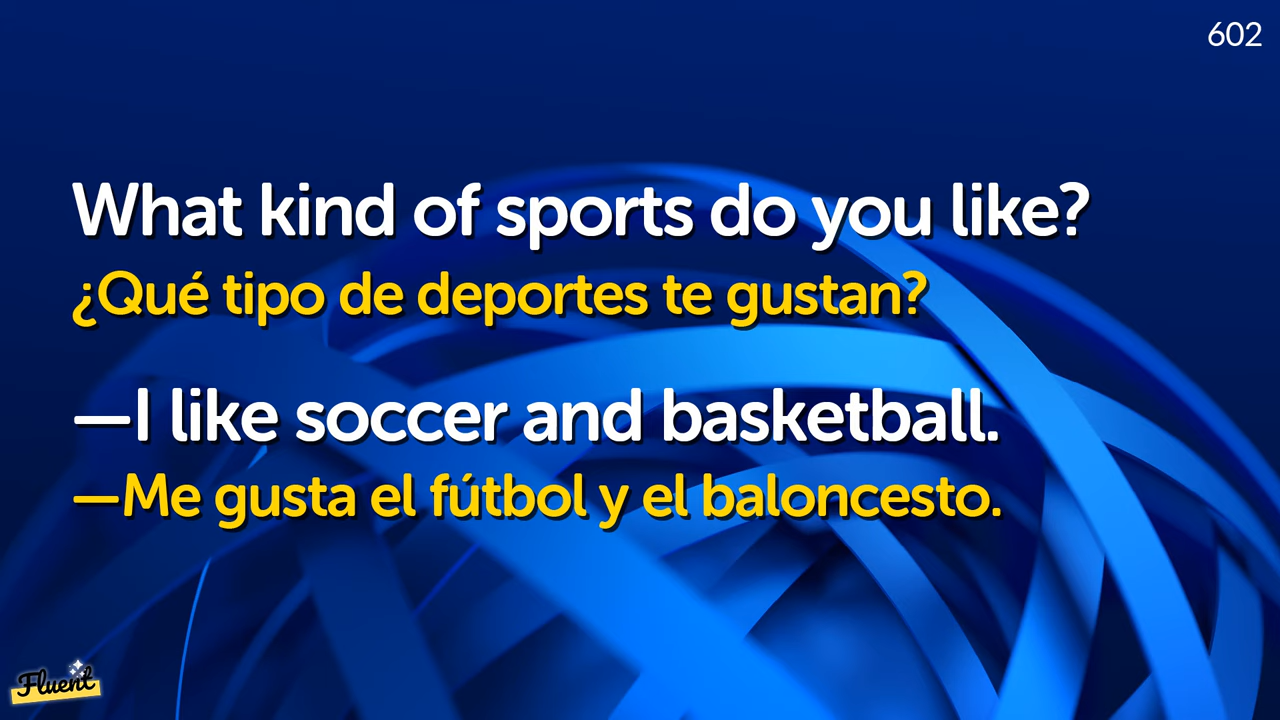 602
What kind of sports do you like?
¿Qué tipo de deportes te gustan?
—I like soccer and basketball.
—Me gusta el fútbol y el baloncesto.
Fluent